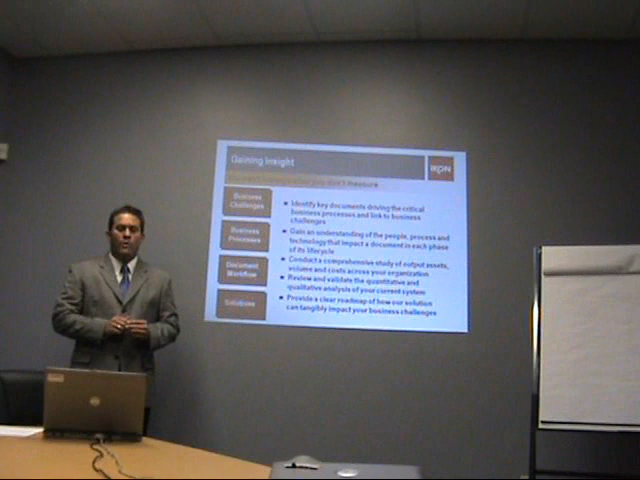 Gaining Insight
IKON
you don't measure
Business
Challenges
Identify key documents driving the critical
business processes and link to business
challenges
Business
Processes
Gain an understanding of the people, process and
technology that impact a document in each phase
of its lifecycle
Document
Workflow
Conduct a comprehensive study of output assets,
volume and costs across your organization
Review and validate the quantitative and
qualitative analysis of your current system
Solutions
Provide a clear roadmap of how our solution
can tangibly impact your business challenges